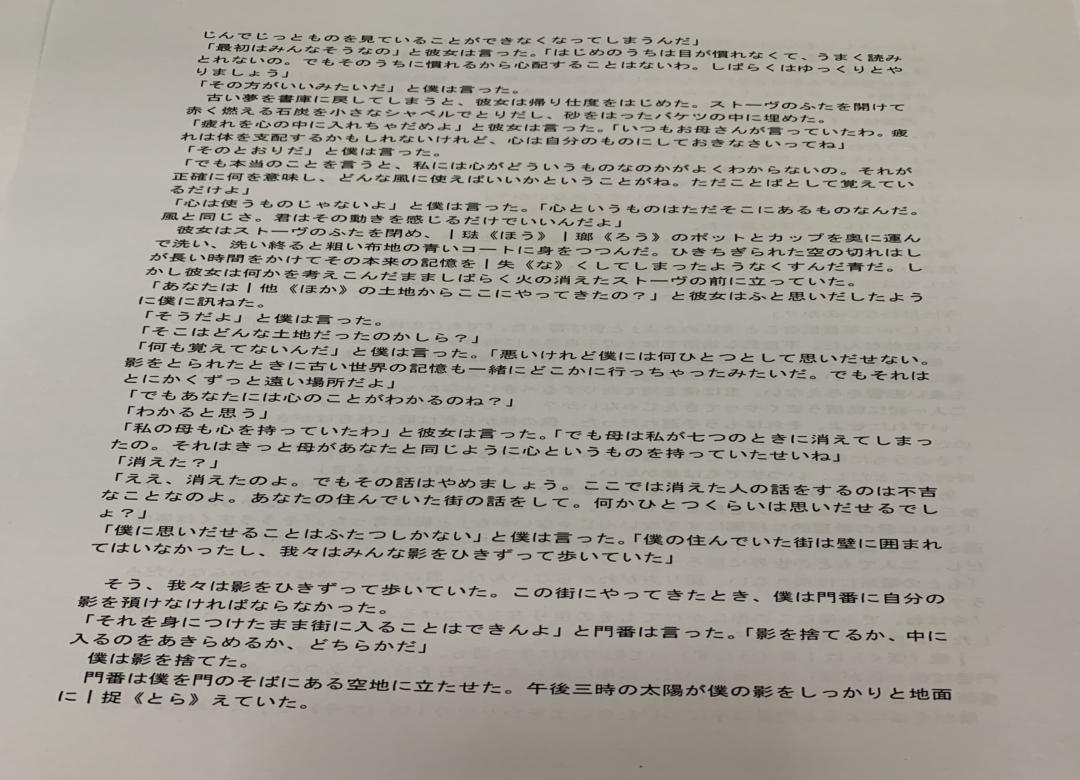 じんでじっとものを見ていることができなくなってしまうんだ」
「最初はみんなそうなの」と彼女は言った。「はじめのうちは目が慣れなくて、うまく読み
とれないの。でもそのうちに慣れるから心配することはないわ。しばらくはゆっくりとや
りましょう」
「その方がいいみたいだ」と僕は言った。
古い夢を書庫に戻してしまうと、彼女は帰り仕度をはじめた。ストーヴのふたを開けて
赤く燃える石炭を小さなシャベルでとりだし、砂をはったバケツの中に埋めた。
「疲れを心の中に入れちゃだめよ」と彼女は言った。「いつもお母さんが言っていたわ。疲
れは体を支配するかもしれないけれど、心は自分のものにしておきなさいってね」
「そのとおりだ」と僕は言った。
「でも本当のことを言うと、私には心がどういうものなのかがよくわからないの。それが
正確に何を意味し、どんな風に使えばいいかということがね。ただことばとして覚えてい
るだけよ」
「心は使うものじゃないよ」と僕は言った。「心というものはただそこにあるものなんだ。
風と同じさ。君はその動きを感じるだけでいいんだよ」
彼女はストーヴのふたを閉め、|琺《ほう》|瑯《ろう》のポットとカップを奥に運ん
で洗い、洗い終ると粗い布地の青いコートに身をつつんだ。ひきちぎられた空の切れはし
が長い時間をかけてその本来の記憶を|失《な》くしてしまったようなくすんだ青だ。し
かし彼女は何かを考えこんだまましばらく火の消えたストーヴの前に立っていた。
「あなたは|他《ほか》の土地からここにやってきたの?」と彼女はふと思いだしたよう
に僕に訊ねた。
「そうだよ」と僕は言った。
「そこはどんな土地だったのかしら?」
「何も覚えてないんだ」と僕は言った。「悪いけれど僕には何ひとつとして思いだせない。
影をとられたときに古い世界の記憶も一緒にどこかに行っちゃったみたいだ。でもそれは
とにかくずっと遠い場所だよ」
「でもあなたには心のことがわかるのね?」
「わかると思う」
「私の母も心を持っていたわ」と彼女は言った。「でも母は私が七つのときに消えてしまっ
たの。それはきっと母があなたと同じように心というものを持っていたせいね」
「消えた?」
「ええ、消えたのよ。でもその話はやめましょう。ここでは消えた人の話をするのは不吉
なことなのよ。あなたの住んでいた街の話をして。何かひとつくらいは思いだせるでし
ょ?」
「僕に思いだせることはふたつしかない」と僕は言った。「僕の住んでいた街は壁に囲まれ
てはいなかったし、我々はみんな影をひきずって歩いていた」
そう、我々は影をひきずって歩いていた。この街にやってきたとき、僕は門番に自分の
影を預けなければならなかった。
「それを身につけたまま街に入ることはできんよ」と門番は言った。「影を捨てるか、中に
入るのをあきらめるか、どちらかだ」
僕は影を捨てた。
門番は僕を門のそばにある空地に立たせた。午後三時の太陽が僕の影をしっかりと地面
に|捉《とら》えていた。